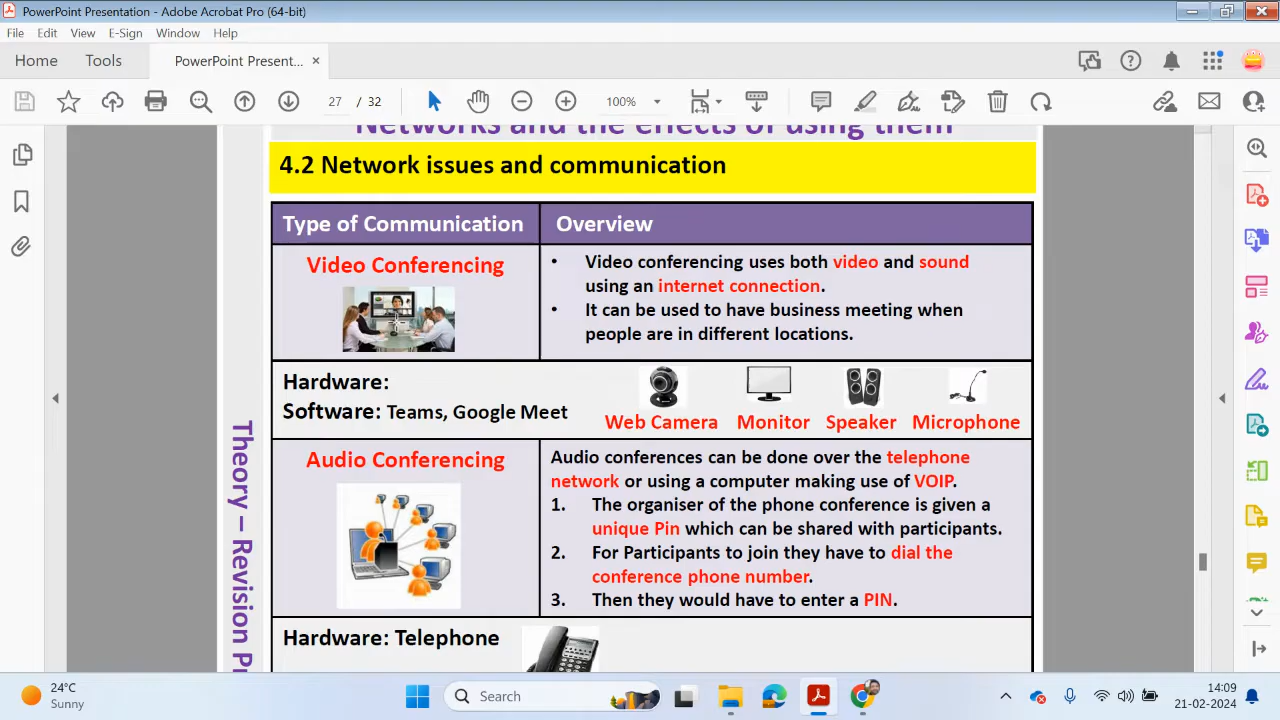 PowerPoint Presentation - Adobe Acrobat Pro (64-bit)
File Edit View E-Sign Window Help
Home Tools PowerPoint Present... ×
27 / 32 100%
Networks and the effects of using them
4.2 Network issues and communication
Type of Communication Overview
Video Conferencing
• Video conferencing uses both video and sound
using an internet connection.
• It can be used to have business meeting when
people are in different locations.
Hardware:
Software: Teams, Google Meet
Web Camera Monitor Speaker Microphone
Audio Conferencing
Audio conferences can be done over the telephone
network or using a computer making use of VOIP.
1. The organiser of the phone conference is given a
unique Pin which can be shared with participants.
2. For Participants to join they have to dial the
conference phone number.
3. Then they would have to enter a PIN.
Hardware: Telephone
Theory – Revision
24°C
Sunny
Search
14:09
21-02-2024